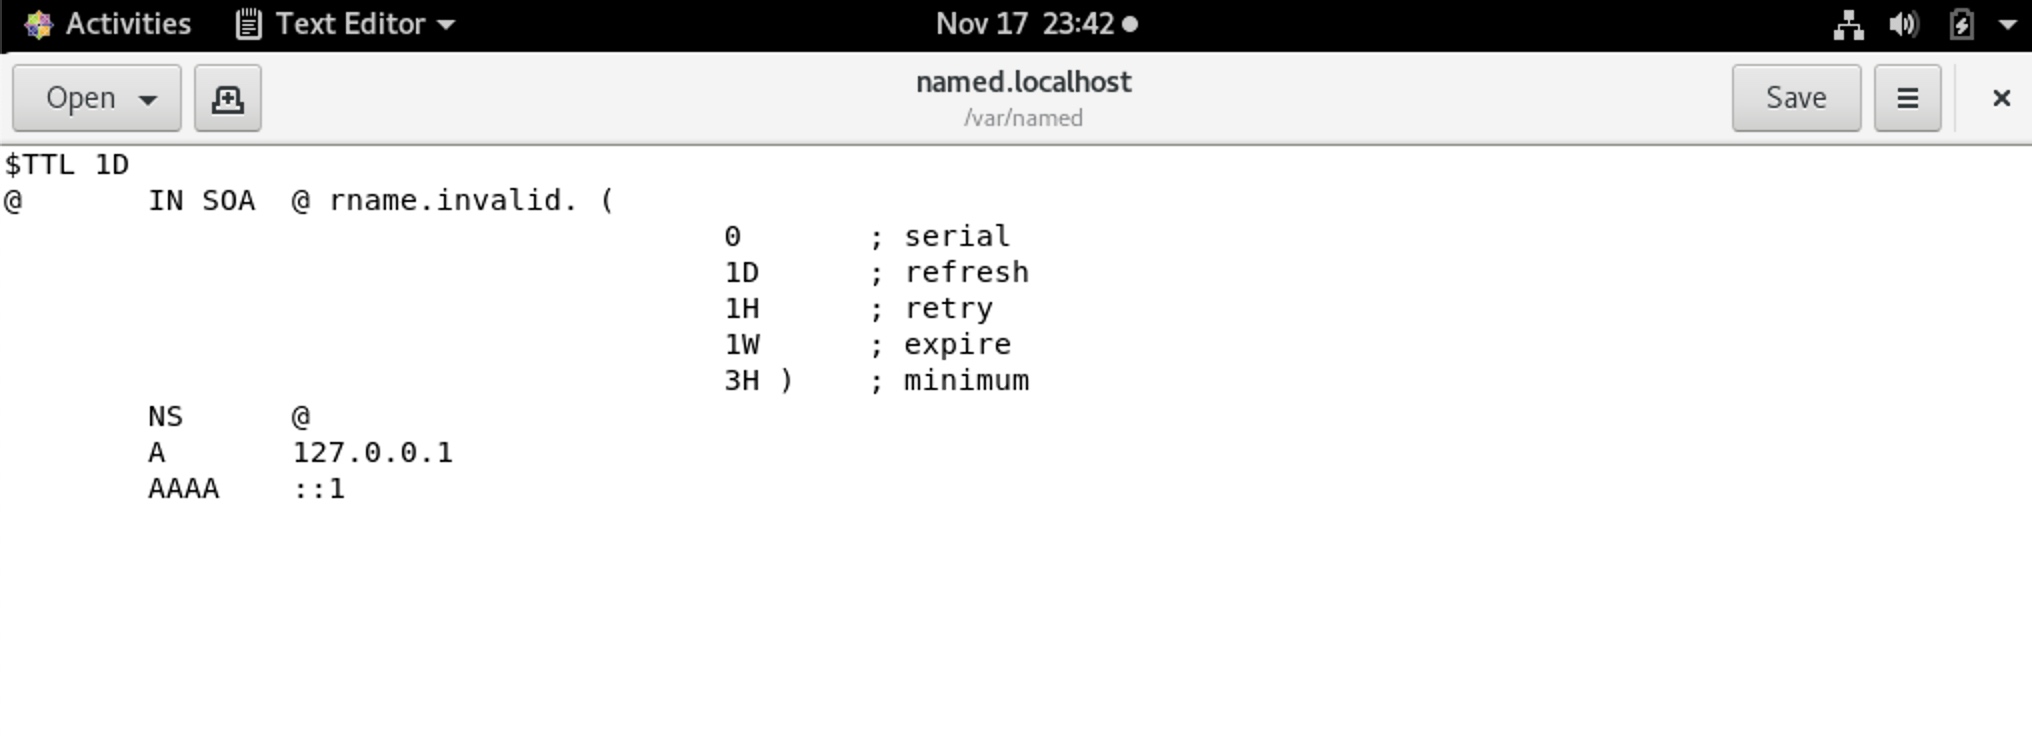 Activities Text Editor Nov 17 23:42
Open named.localhost Save
/var/named
$TTL 1D
@ IN SOA @ rname.invalid. (
0 ; serial
1D ; refresh
1H ; retry
1W ; expire
3H ) ; minimum
NS @
A 127.0.0.1
AAAA ::1